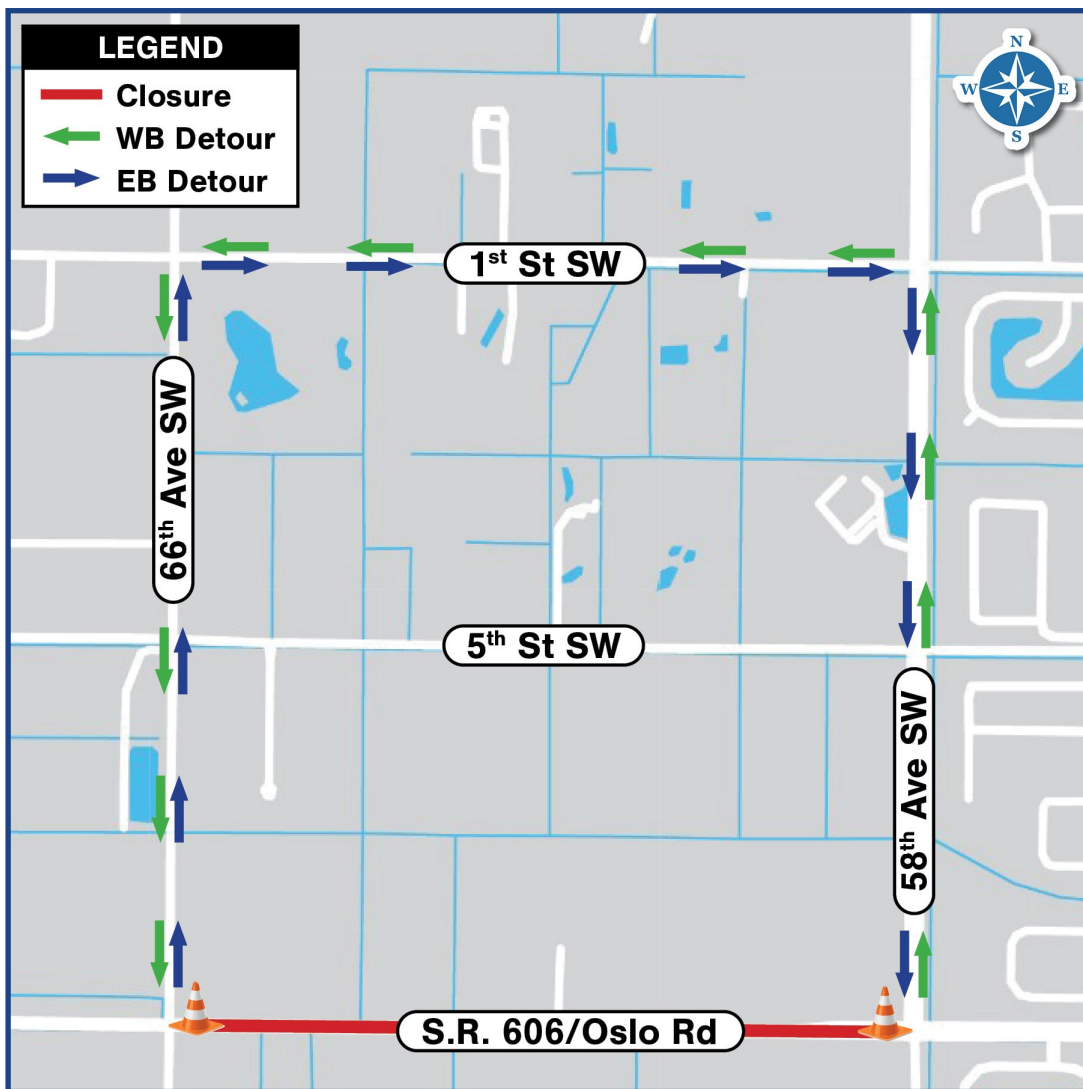 LEGEND
Closure
WB Detour
EB Detour
N
W
E
S
1st St SW
66th Ave SW
5th St SW
58th Ave SW
S.R. 606/Oslo Rd